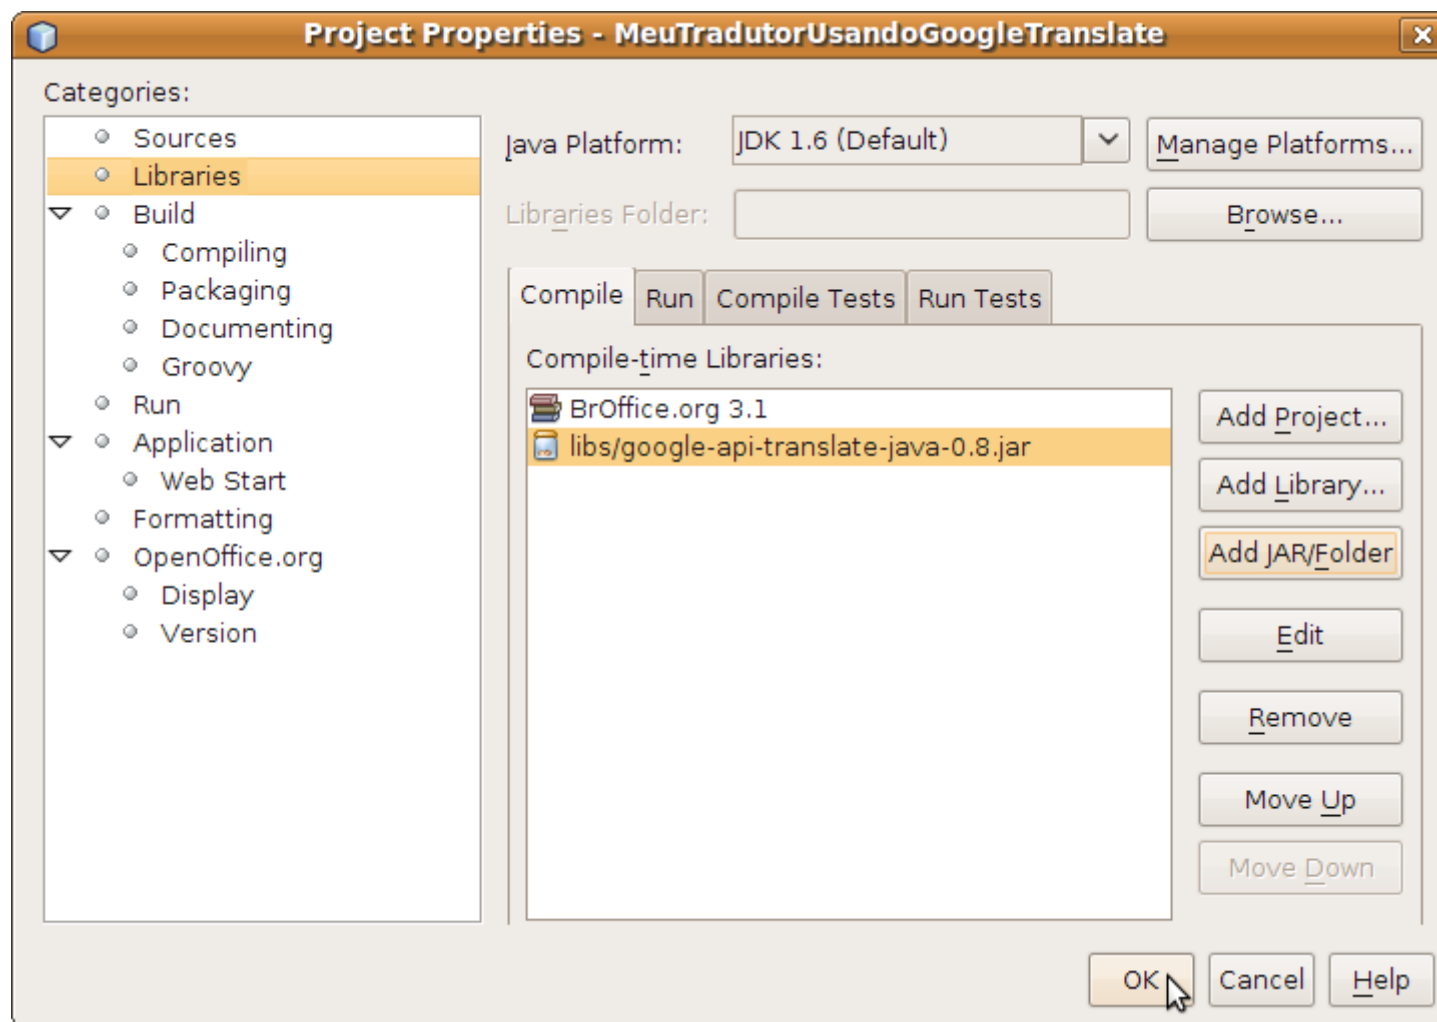 Project Properties - MeuTradutorUsandoGoogleTranslate
Categories:
Sources
Libraries
Build
Compiling
Packaging
Documenting
Groovy
Run
Application
Web Start
Formatting
OpenOffice.org
Display
Version
Java Platform:
JDK 1.6 (Default)
Manage Platforms...
Libraries Folder:
Browse...
Compile
Run
Compile Tests
Run Tests
Compile-time Libraries:
BrOffice.org 3.1
libs/google-api-translate-java-0.8.jar
Add Project...
Add Library...
Add JAR/Folder
Edit
Remove
Move Up
Move Down
OK
Cancel
Help